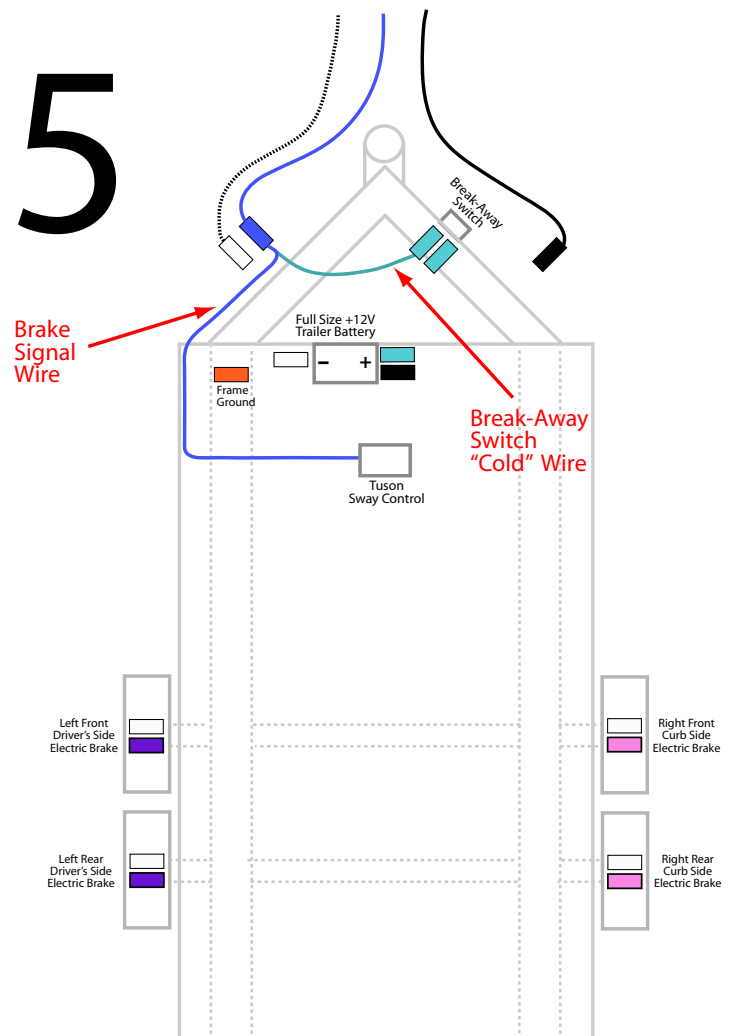 5
Break-Away
Switch
Brake
Signal
Wire
Full Size +12V
Trailer Battery
– +
Frame
Ground
Break-Away
Switch
“Cold” Wire
Tuson
Sway Control
Left Front
Driver’s Side
Electric Brake
Right Front
Curb Side
Electric Brake
Left Rear
Driver’s Side
Electric Brake
Right Rear
Curb Side
Electric Brake